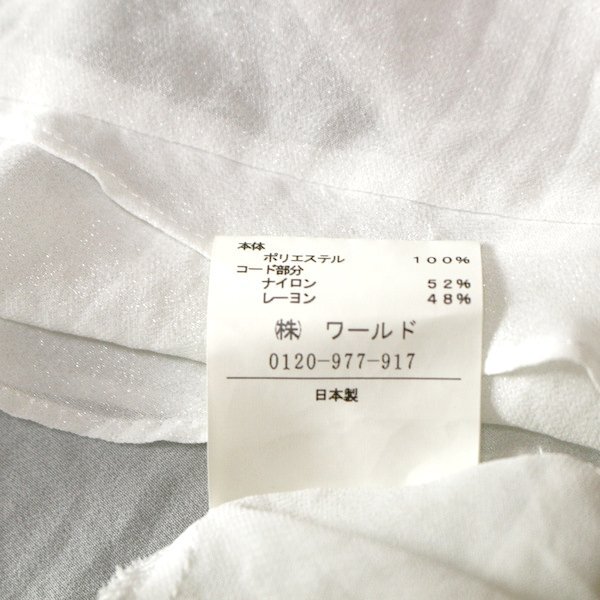 本体
ポリエステル 100%
コード部分
ナイロン 52%
レーヨン 48%
㈱ ワールド
0120-977-917
日本製